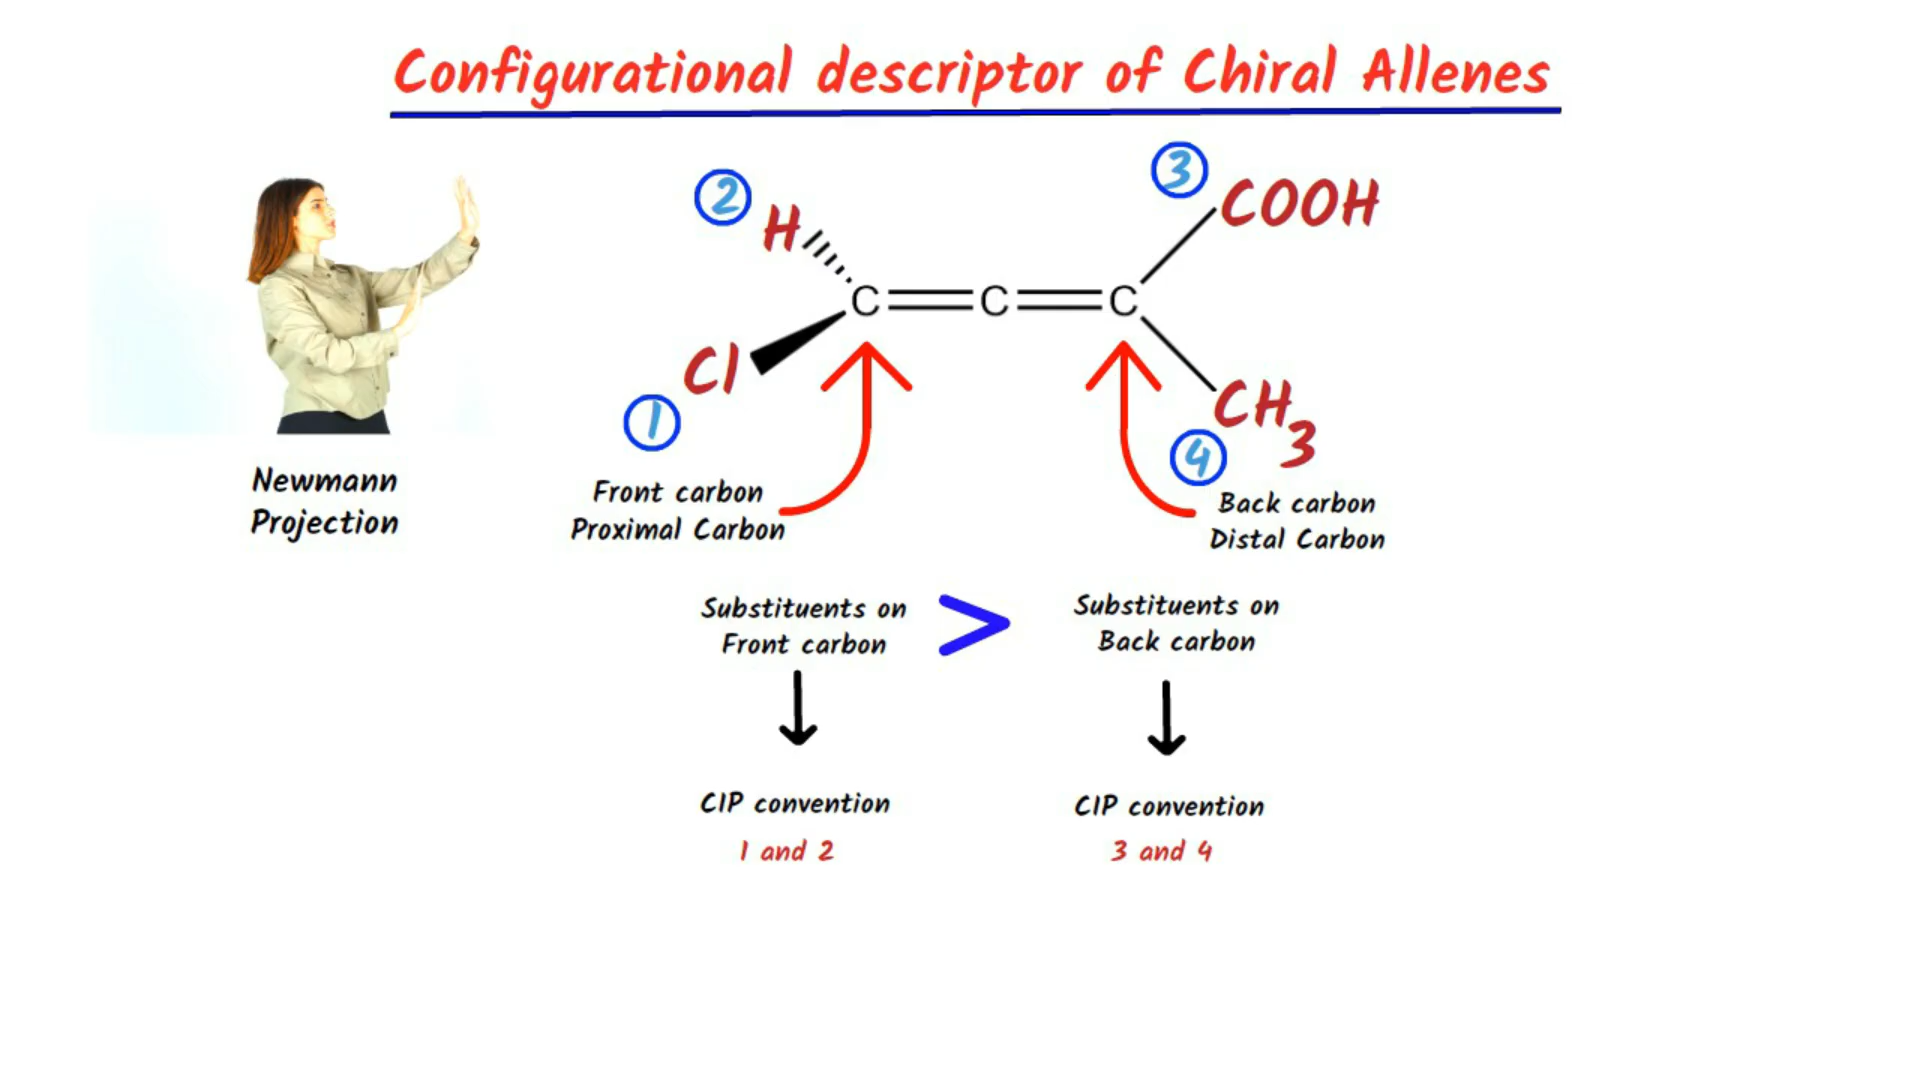 Configurational descriptor of Chiral Allenes
3
2
COOH
H
C C C
Cl
CH3
1
4
Newmann
Projection
Front carbon
Proximal Carbon
Back carbon
Distal Carbon
Substituents on
Front carbon
>
Substituents on
Back carbon
CIP convention
1 and 2
CIP convention
3 and 4